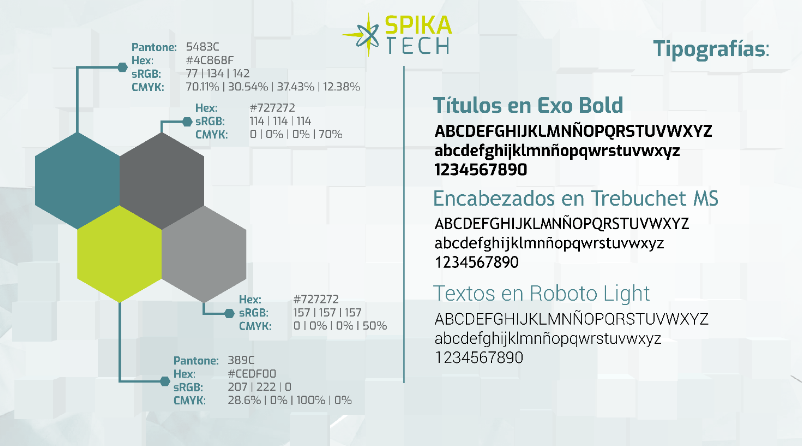 SPIKA
TECH
Pantone: 5483C
Hex: #4C868F
sRGB: 77 | 134 | 142
CMYK: 70.11% | 30.54% | 37.43% | 12.38%
Hex: #727272
sRGB: 114 | 114 | 114
CMYK: 0 | 0% | 0% | 70%
Hex: #727272
sRGB: 157 | 157 | 157
CMYK: 0 | 0% | 0% | 50%
Pantone: 389C
Hex: #CEDF00
sRGB: 207 | 222 | 0
CMYK: 28.6% | 0% | 100% | 0%
Tipografías:
Títulos en Exo Bold
ABCDEFGHIJKLMNÑOPQRSTUVWXYZ
abcdefghijklmnñopqwrstuvwxyz
1234567890
Encabezados en Trebuchet MS
ABCDEFGHIJKLMNÑOPQRSTUVWXYZ
abcdefghijklmnñopqwrstuvwxyz
1234567890
Textos en Roboto Light
ABCDEFGHIJKLMNÑOPQRSTUVWXYZ
abcdefghijklmnñopqwrstuvwxyz
1234567890